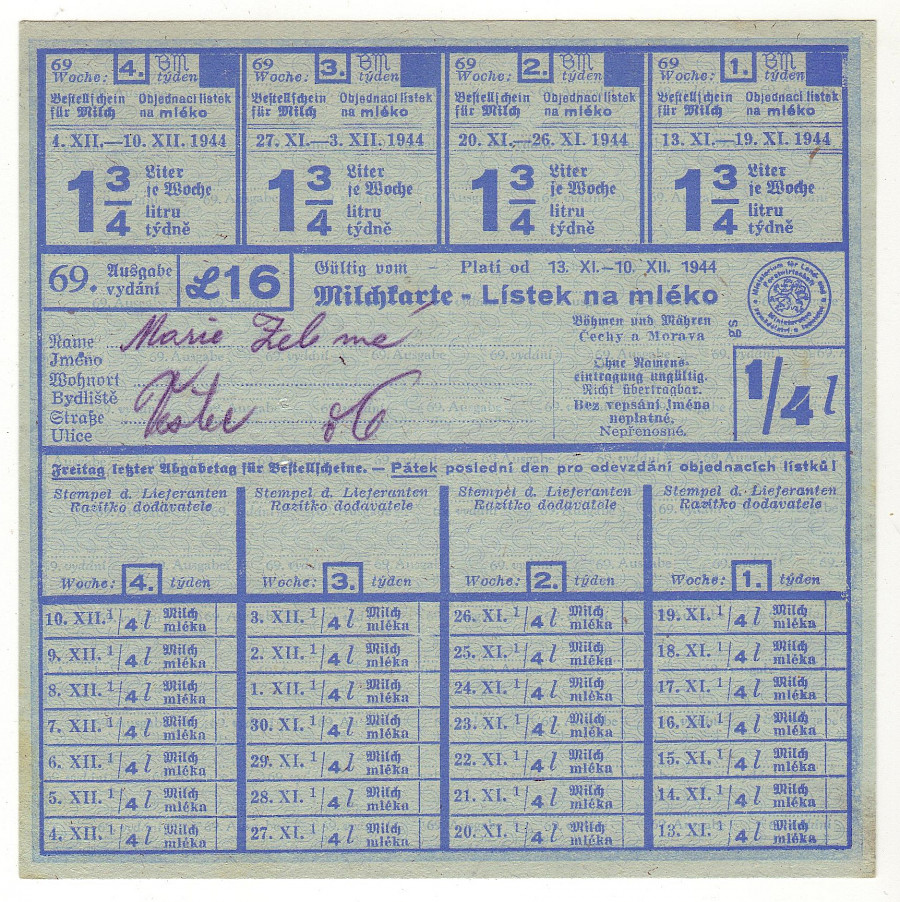 69 Woche: 4. BM týden
Bestellschein für Milch Objednací lístek na mléko
4. XII.—10. XII. 1944
1 3/4 Liter je Woche litru týdně
69 Woche: 3. BM týden
Bestellschein für Milch Objednací lístek na mléko
27. XI.—3. XII. 1944
1 3/4 Liter je Woche litru týdně
69 Woche: 2. BM týden
Bestellschein für Milch Objednací lístek na mléko
20. XI.—26. XI. 1944
1 3/4 Liter je Woche litru týdně
69 Woche: 1. BM týden
Bestellschein für Milch Objednací lístek na mléko
13. XI.—19. XI. 1944
1 3/4 Liter je Woche litru týdně
69. Ausgabe vydání L16
Gültig vom – Platí od 13. XI.—10. XII. 1944
Milchkarte - Lístek na mléko
Name Marie
Jméno
Wohnort
Bydliště
Straße
Ulice
Böhmen und Mähren
Čechy a Morava
sg
Ohne Namens-
eintragung ungültig.
Nicht übertragbar.
Bez vepsání jména
neplatné.
Nepřenosné.
1/4 l
Freitag letzter Abgabetag für Bestellscheine. — Pátek poslední den pro odevzdání objednacích lístků!
Stempel d. Lieferanten
Razítko dodavatele
Woche: 4. týden
Stempel d. Lieferanten
Razítko dodavatele
Woche: 3. týden
Stempel d. Lieferanten
Razítko dodavatele
Woche: 2. týden
Stempel d. Lieferanten
Razítko dodavatele
Woche: 1. týden
10. XII. 1/4 l Milch mléka
9. XII. 1/4 l Milch mléka
8. XII. 1/4 l Milch mléka
7. XII. 1/4 l Milch mléka
6. XII. 1/4 l Milch mléka
5. XII. 1/4 l Milch mléka
4. XII. 1/4 l Milch mléka
3. XII. 1/4 l Milch mléka
2. XII. 1/4 l Milch mléka
1. XII. 1/4 l Milch mléka
30. XI. 1/4 l Milch mléka
29. XI. 1/4 l Milch mléka
28. XI. 1/4 l Milch mléka
27. XI. 1/4 l Milch mléka
26. XI. 1/4 l Milch mléka
25. XI. 1/4 l Milch mléka
24. XI. 1/4 l Milch mléka
23. XI. 1/4 l Milch mléka
22. XI. 1/4 l Milch mléka
21. XI. 1/4 l Milch mléka
20. XI. 1/4 l Milch mléka
19. XI. 1/4 l Milch mléka
18. XI. 1/4 l Milch mléka
17. XI. 1/4 l Milch mléka
16. XI. 1/4 l Milch mléka
15. XI. 1/4 l Milch mléka
14. XI. 1/4 l Milch mléka
13. XI. 1/4 l Milch mléka